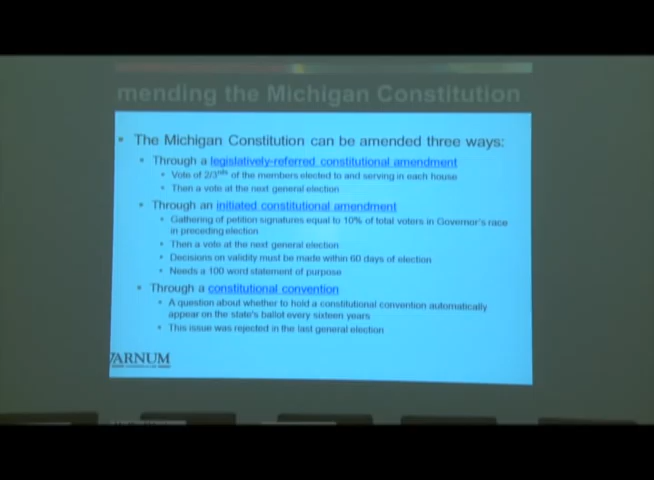 mending the Michigan Constitution
The Michigan Constitution can be amended three ways:
Through a legislatively-referred constitutional amendment
Vote of 2/3rds of the members elected to and serving in each house
Then a vote at the next general election
Through an initiated constitutional amendment
Gathering of petition signatures equal to 10% of total voters in Governor's race
in preceding election
Then a vote at the next general election
Decisions on validity must be made within 60 days of election
Needs a 100 word statement of purpose
Through a constitutional convention
A question about whether to hold a constitutional convention automatically
appear on the state's ballot every sixteen years
This issue was rejected in the last general election
VARNUM